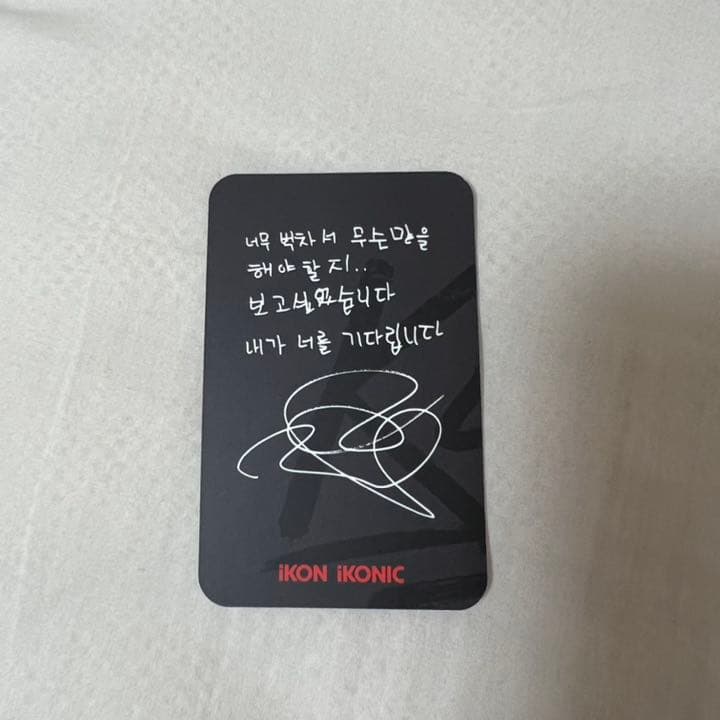 너무 벅차서 무슨말을
해야할지..
보고싶었습니다
내가 너를 기다립니다
iKON iKONIC